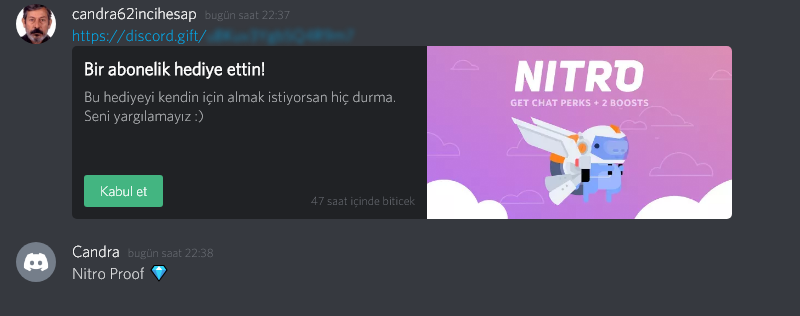 candra62incihesap bugün saat 22:37
https://discord.gift/
Bir abonelik hediye ettin!
Bu hediyeyi kendin için almak istiyorsan hiç durma.
Seni yargılamayız :)
Kabul et
47 saat içinde biticek
NITRO
GET CHAT PERKS + 2 BOOSTS
Candra bugün saat 22:38
Nitro Proof 💎